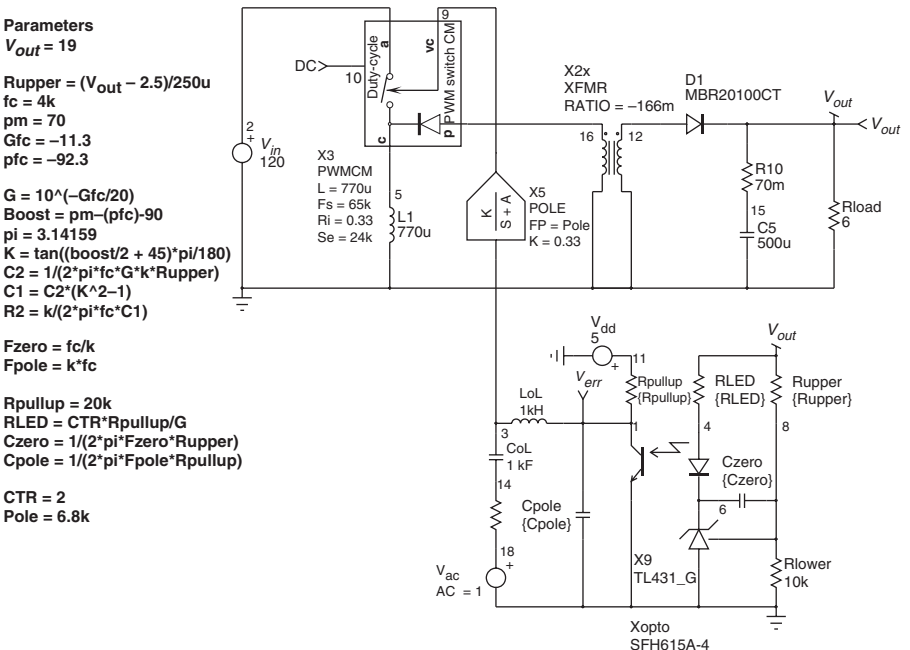 Parameters
Vout = 19
Rupper = (Vout – 2.5)/250u
fc = 4k
pm = 70
Gfc = –11.3
pfc = –92.3
G = 10^(–Gfc/20)
Boost = pm–(pfc)-90
pi = 3.14159
K = tan((boost/2 + 45)*pi/180)
C2 = 1/(2*pi*fc*G*k*Rupper)
C1 = C2*(K^2–1)
R2 = k/(2*pi*fc*C1)
Fzero = fc/k
Fpole = k*fc
Rpullup = 20k
RLED = CTR*Rpullup/G
Czero = 1/(2*pi*Fzero*Rupper)
Cpole = 1/(2*pi*Fpole*Rpullup)
CTR = 2
Pole = 6.8k
2
+
Vin
120
DC
10
Duty-cycle
a
vc
9
PWM switch CM
c
p
X3
PWMCM
L = 770u
Fs = 65k
Ri = 0.33
Se = 24k
5
L1
770u
K
S + A
X5
POLE
FP = Pole
K = 0.33
X2x
XFMR
RATIO = –166m
16
12
D1
MBR20100CT
Vout
Vout
R10
70m
15
C5
500u
Rload
6
Vdd
5
+
11
Verr
Rpullup
{Rpullup}
LoL
1kH
3
CoL
1 kF
14
18
+
Vac
AC = 1
Cpole
{Cpole}
1
X9
TL431_G
Xopto
SFH615A-4
RLED
{RLED}
4
Czero
{Czero}
6
Vout
Rupper
{Rupper}
8
Rlower
10k